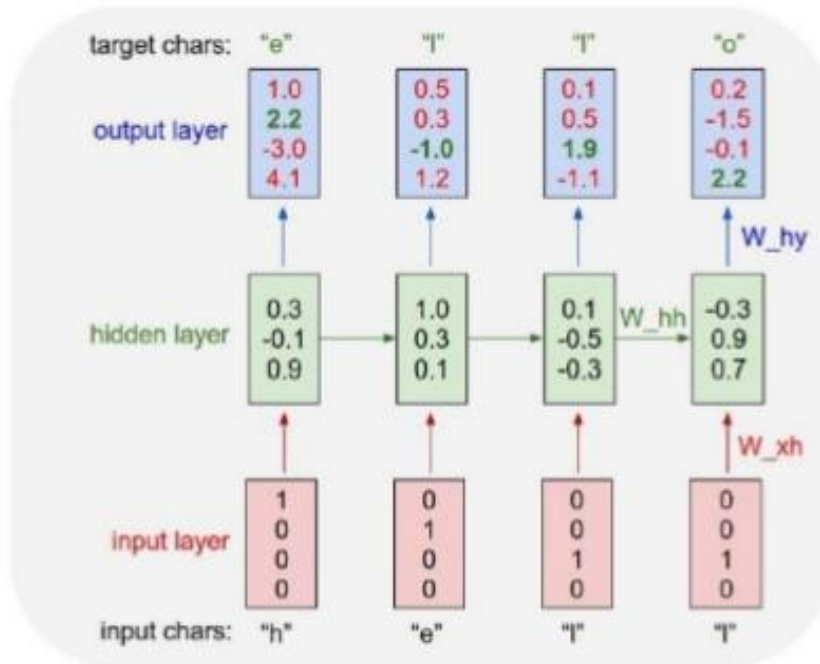 target chars: "e" "l" "l" "o"
1.0 0.5 0.1 0.2
output layer 2.2 0.3 0.5 -1.5
-3.0 -1.0 1.9 -0.1
4.1 1.2 -1.1 2.2
W_hy
0.3 1.0 0.1 W_hh -0.3
hidden layer -0.1 0.3 -0.5 0.9
0.9 0.1 -0.3 0.7
W_xh
1 0 0 0
input layer 0 1 0 0
0 0 1 1
0 0 0 0
input chars: "h" "e" "l" "l"